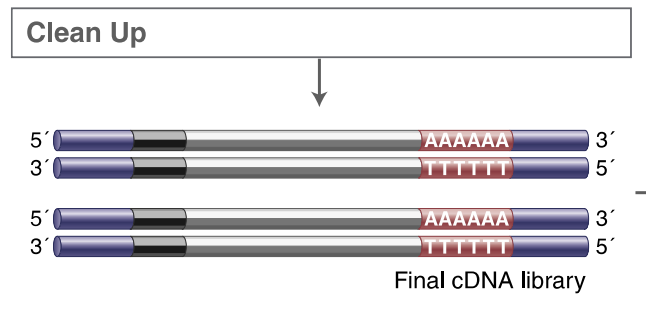 Clean Up
5´ AAAAAA 3´
3´ TTTTTT 5´
5´ AAAAAA 3´
3´ TTTTTT 5´
Final cDNA library